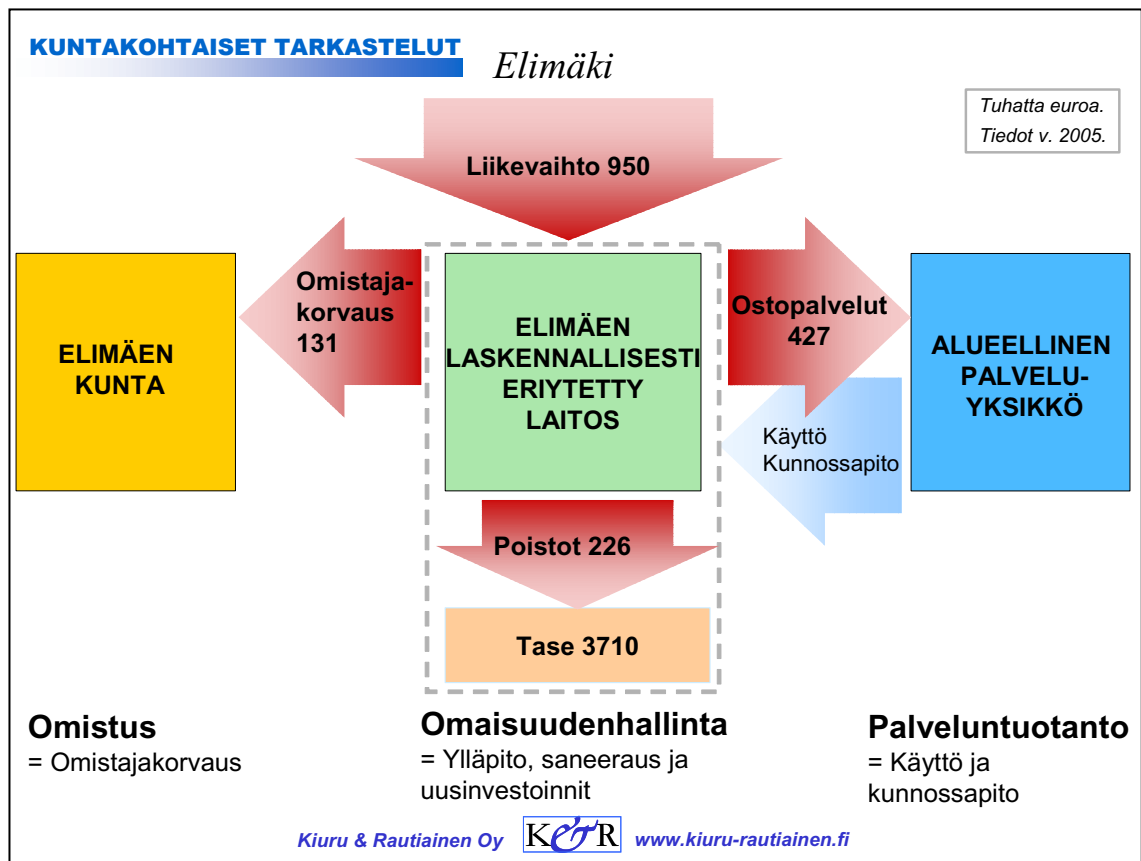 KUNTAKOHTAISET TARKASTELUT
Elimäki
Tuhatta euroa.
Tiedot v. 2005.
Liikevaihto 950
Omistaja-
korvaus
131
Ostopalvelut
427
ELIMÄEN
KUNTA
ELIMÄEN
LASKENNALLISESTI
ERIYTETTY
LAITOS
ALUEELLINEN
PALVELU-
YKSIKKÖ
Käyttö
Kunnossapito
Poistot 226
Tase 3710
Omistus
= Omistajakorvaus
Omaisuudenhallinta
= Ylläpito, saneeraus ja
uusinvestoinnit
Palveluntuotanto
= Käyttö ja
kunnossapito
Kiuru & Rautiainen Oy K&R www.kiuru-rautiainen.fi